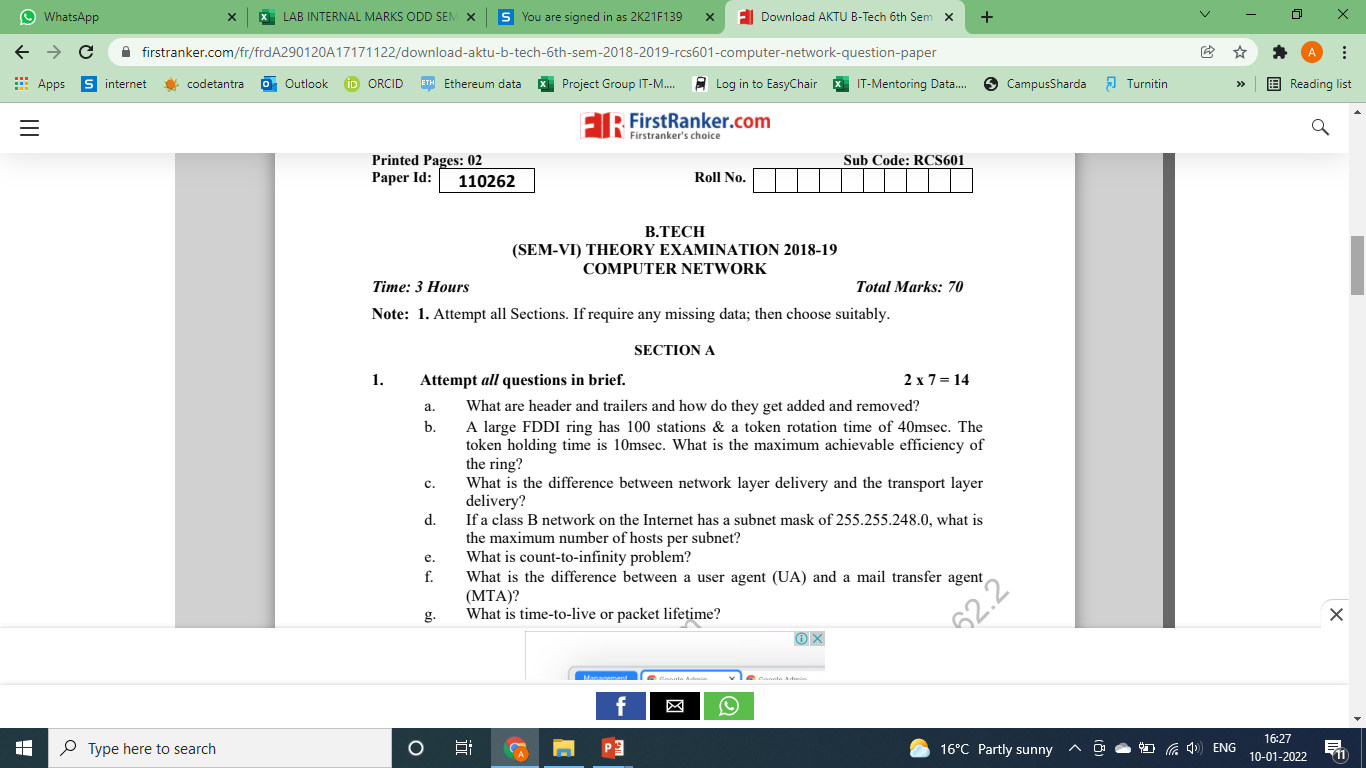 WhatsApp
LAB INTERNAL MARKS ODD SEM
You are signed in as 2K21F139
Download AKTU B-Tech 6th Sem
firstranker.com/fr/frdA290120A17171122/download-aktu-b-tech-6th-sem-2018-2019-rcs601-computer-network-question-paper
A
Apps
internet
codetantra
Outlook
ORCID
Ethereum data
Project Group IT-M....
Log in to EasyChair
IT-Mentoring Data....
CampusSharda
Turnitin
»
Reading list
FirstRanker.com
Firstranker's choice
Printed Pages: 02 Sub Code: RCS601
Paper Id: 110262 Roll No.
B.TECH
(SEM-VI) THEORY EXAMINATION 2018-19
COMPUTER NETWORK
Time: 3 Hours Total Marks: 70
Note: 1. Attempt all Sections. If require any missing data; then choose suitably.
SECTION A
1. Attempt all questions in brief. 2 x 7 = 14
a. What are header and trailers and how do they get added and removed?
b. A large FDDI ring has 100 stations & a token rotation time of 40msec. The
token holding time is 10msec. What is the maximum achievable efficiency of
the ring?
c. What is the difference between network layer delivery and the transport layer
delivery?
d. If a class B network on the Internet has a subnet mask of 255.255.248.0, what is
the maximum number of hosts per subnet?
e. What is count-to-infinity problem?
f. What is the difference between a user agent (UA) and a mail transfer agent
(MTA)?
g. What is time-to-live or packet lifetime?
62.2
Management
Google Admin
Google Admin
Type here to search
16°C Partly sunny
ENG
16:27
10-01-2022
11